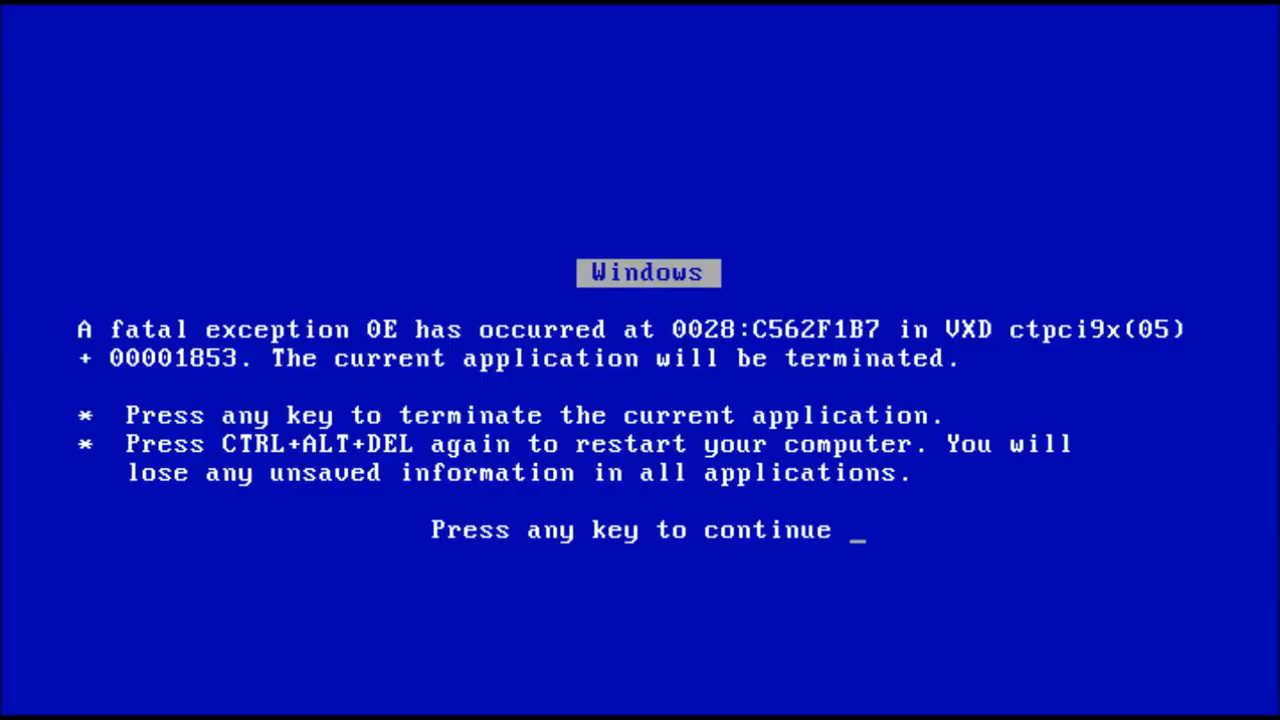 Windows
A fatal exception 0E has occurred at 0028:C562F1B7 in VXD ctpci9x(05)
+ 00001853. The current application will be terminated.
* Press any key to terminate the current application.
* Press CTRL+ALT+DEL again to restart your computer. You will
lose any unsaved information in all applications.
Press any key to continue _